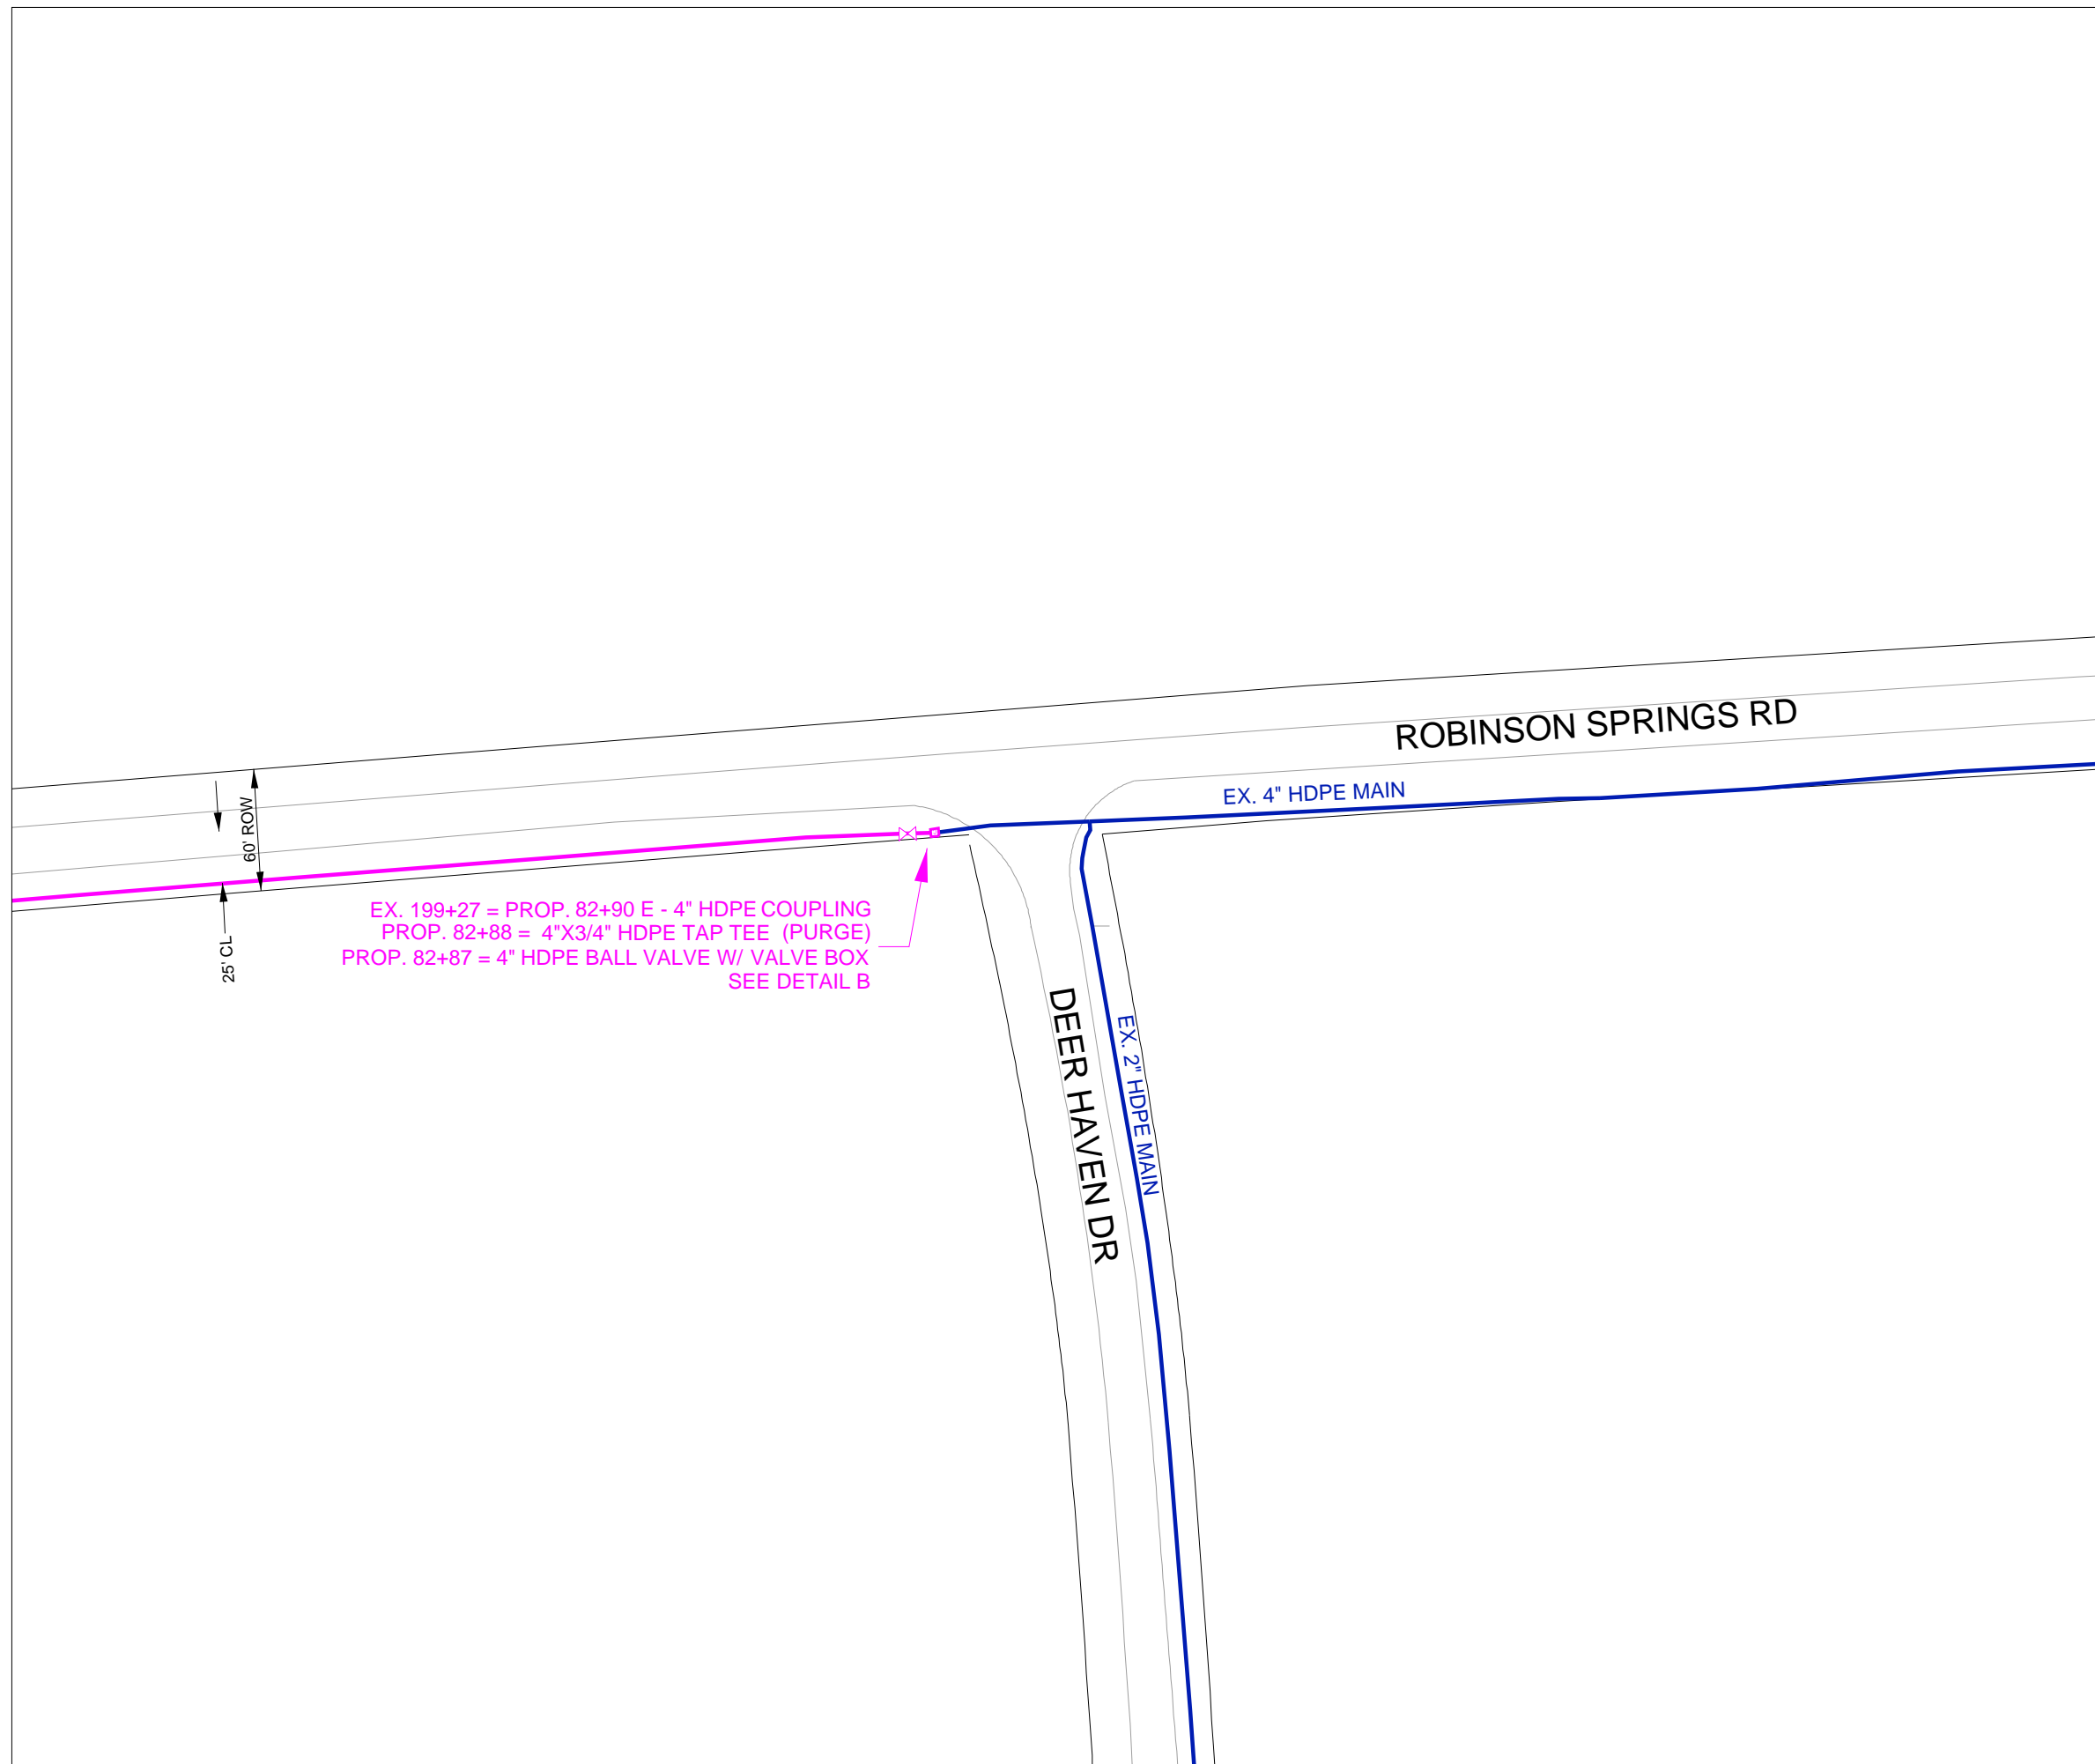 ROBINSON SPRINGS RD
EX. 4" HDPE MAIN
60' ROW
25' CL
EX. 199+27 = PROP. 82+90 E - 4" HDPE COUPLING
PROP. 82+88 = 4"X3/4" HDPE TAP TEE (PURGE)
PROP. 82+87 = 4" HDPE BALL VALVE W/ VALVE BOX
SEE DETAIL B
DEER HAVEN DR
EX. 2" HDPE MAIN